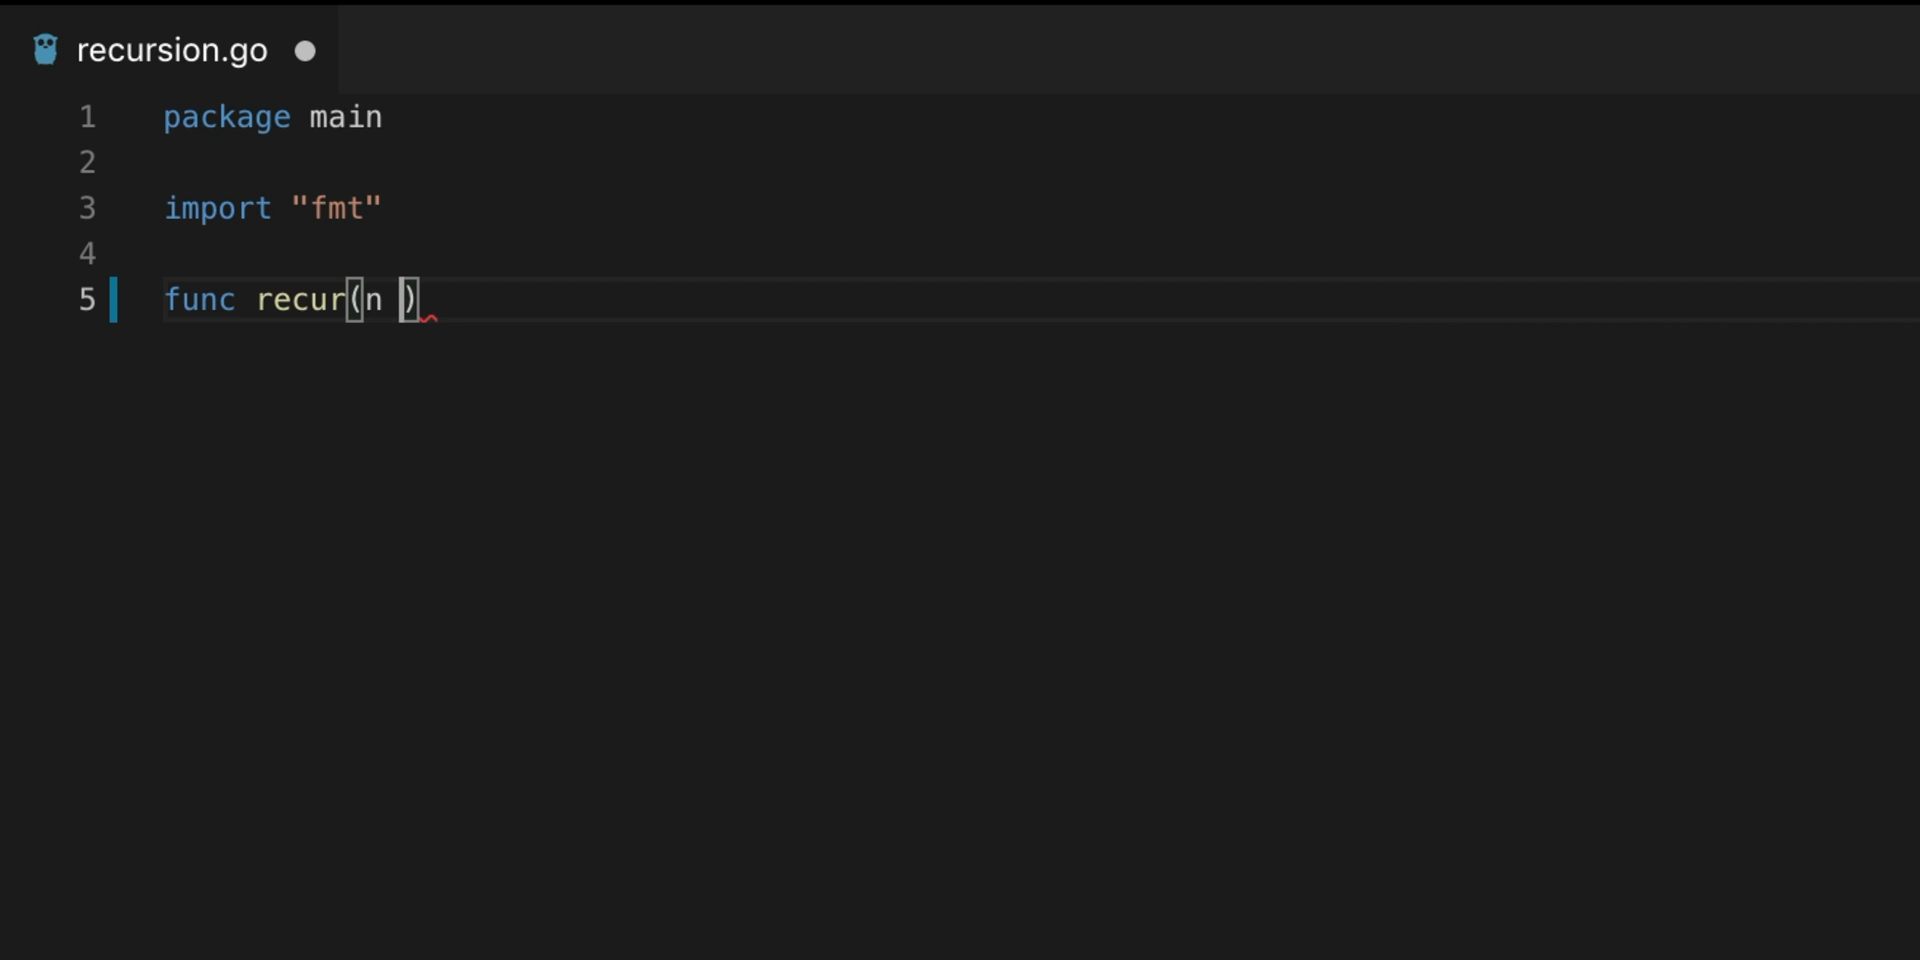 recursion.go
1 package main
2
3 import "fmt"
4
5 func recur(n )